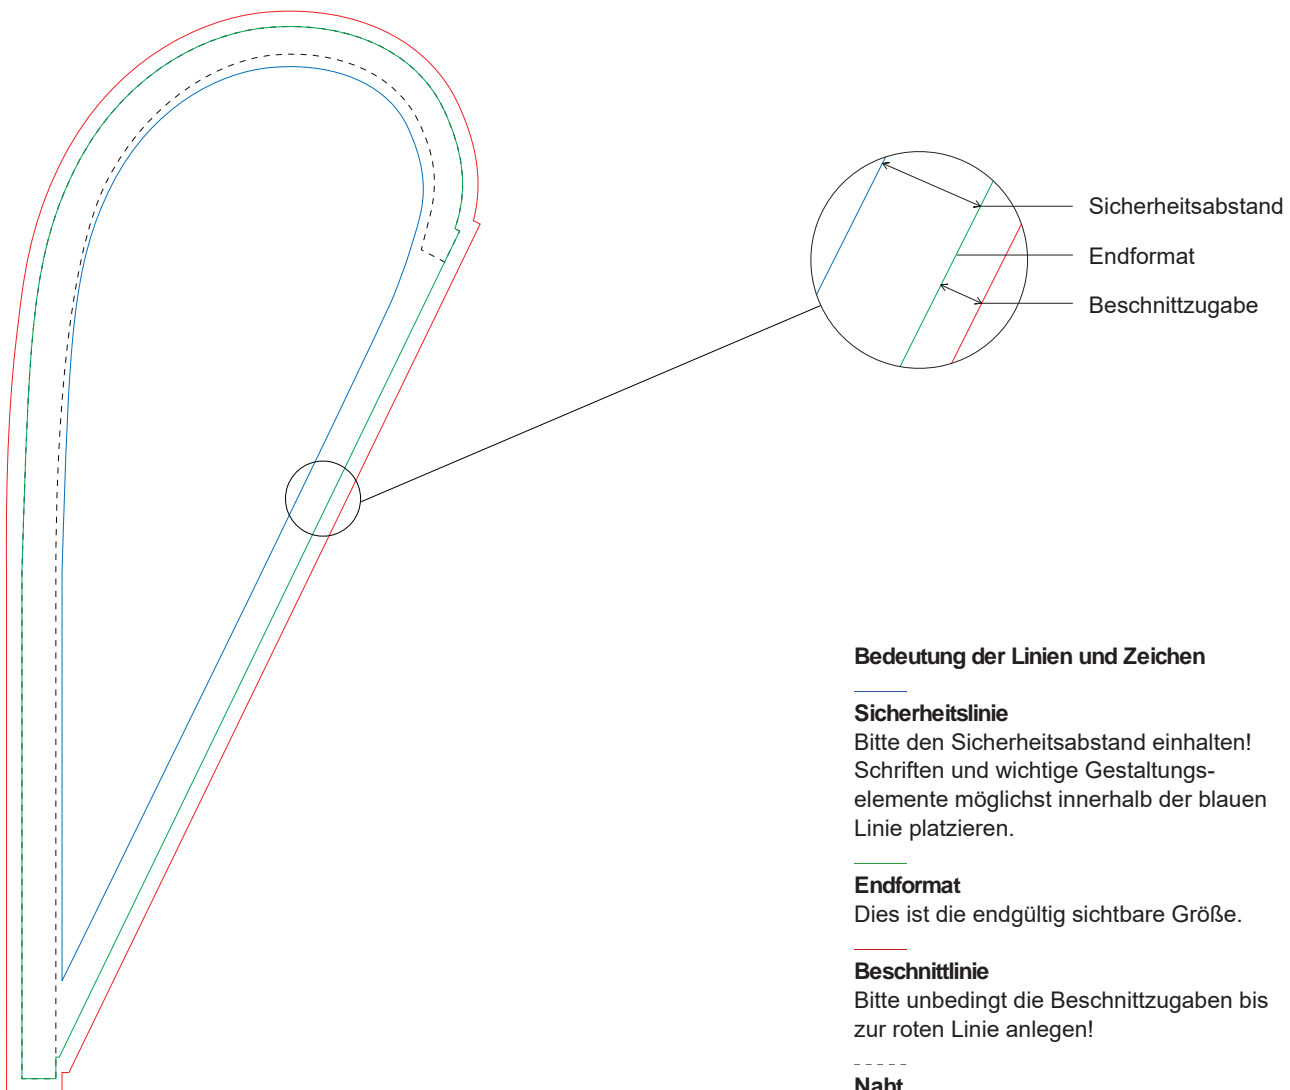 Sicherheitsabstand
Endformat
Beschnittzugabe
Bedeutung der Linien und Zeichen
Sicherheitslinie
Bitte den Sicherheitsabstand einhalten!
Schriften und wichtige Gestaltungs-
elemente möglichst innerhalb der blauen
Linie platzieren.
Endformat
Dies ist die endgültig sichtbare Größe.
Beschnittlinie
Bitte unbedingt die Beschnittzugaben bis
zur roten Linie anlegen!
Naht